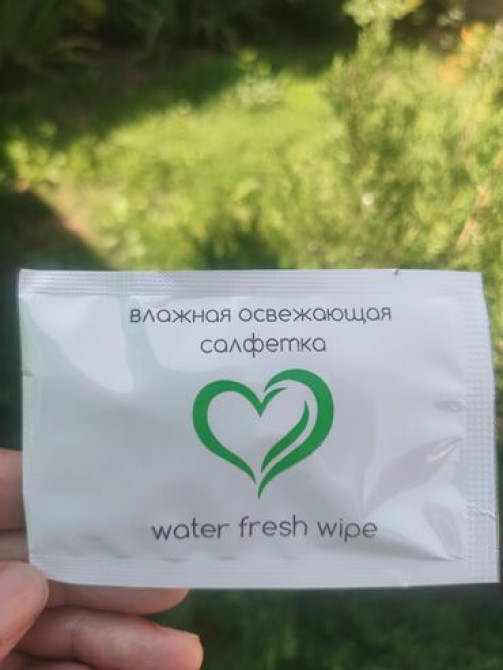 влажная освежающая
салфетка
water fresh wipe